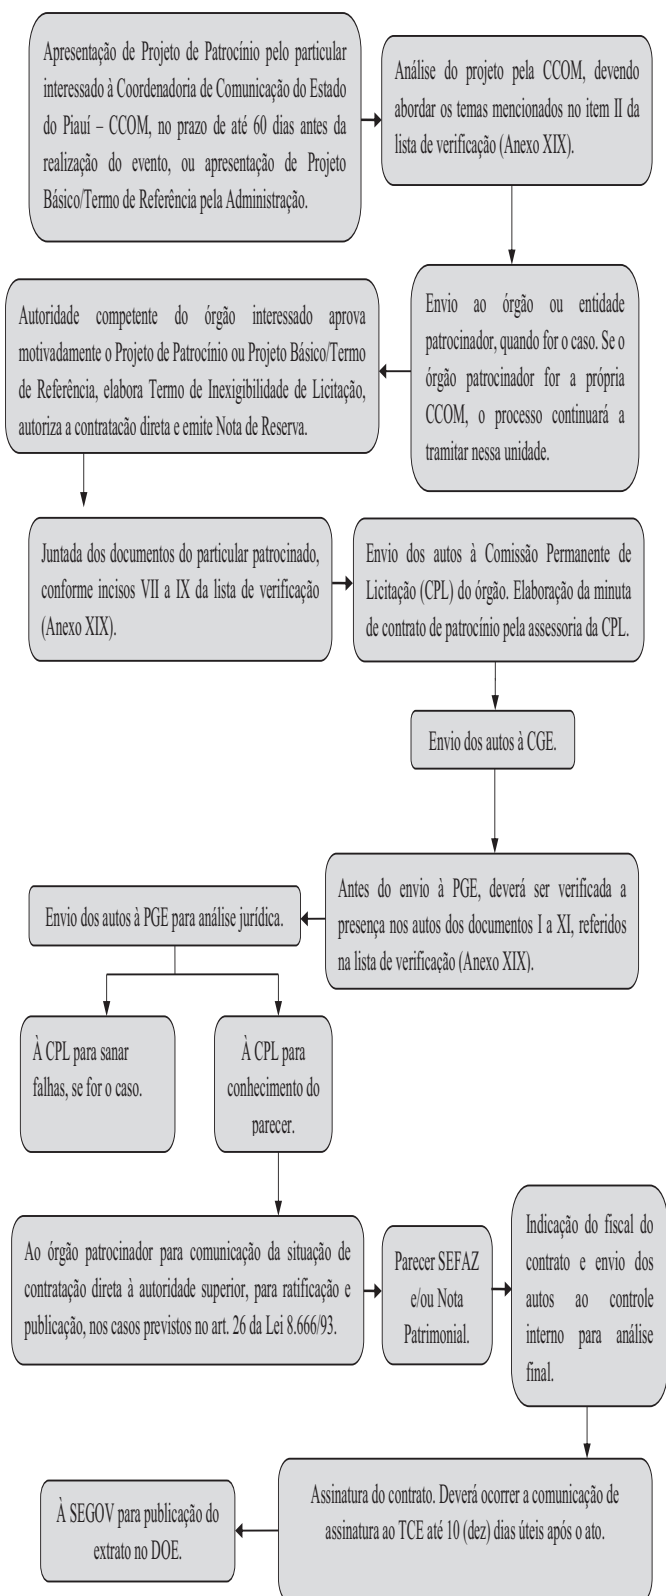 Apresentação de Projeto de Patrocínio pelo particular
interessado à Coordenadoria de Comunicação do Estado
do Piauí – CCOM, no prazo de até 60 dias antes da
realização do evento, ou apresentação de Projeto
Básico/Termo de Referência pela Administração.
Análise do projeto pela CCOM, devendo
abordar os temas mencionados no item II da
lista de verificação (Anexo XIX).
Envio ao órgão ou entidade
patrocinador, quando for o caso. Se o
órgão patrocinador for a própria
CCOM, o processo continuará a
tramitar nessa unidade.
Autoridade competente do órgão interessado aprova
motivadamente o Projeto de Patrocínio ou Projeto Básico/Termo
de Referência, elabora Termo de Inexigibilidade de Licitação,
autoriza a contratacão direta e emite Nota de Reserva.
Juntada dos documentos do particular patrocinado,
conforme incisos VII a IX da lista de verificação
(Anexo XIX).
Envio dos autos à Comissão Permanente de
Licitação (CPL) do órgão. Elaboração da minuta
de contrato de patrocínio pela assessoria da CPL.
Envio dos autos à CGE.
Antes do envio à PGE, deverá ser verificada a
presença nos autos dos documentos I a XI, referidos
na lista de verificação (Anexo XIX).
Envio dos autos à PGE para análise jurídica.
À CPL para sanar
falhas, se for o caso.
À CPL para
conhecimento do
parecer.
Ao órgão patrocinador para comunicação da situação de
contratação direta à autoridade superior, para ratificação e
publicação, nos casos previstos no art. 26 da Lei 8.666/93.
Parecer SEFAZ
e/ou Nota
Patrimonial.
Indicação do fiscal do
contrato e envio dos
autos ao controle
interno para análise
final.
Assinatura do contrato. Deverá ocorrer a comunicação de
assinatura ao TCE até 10 (dez) dias úteis após o ato.
À SEGOV para publicação do
extrato no DOE.